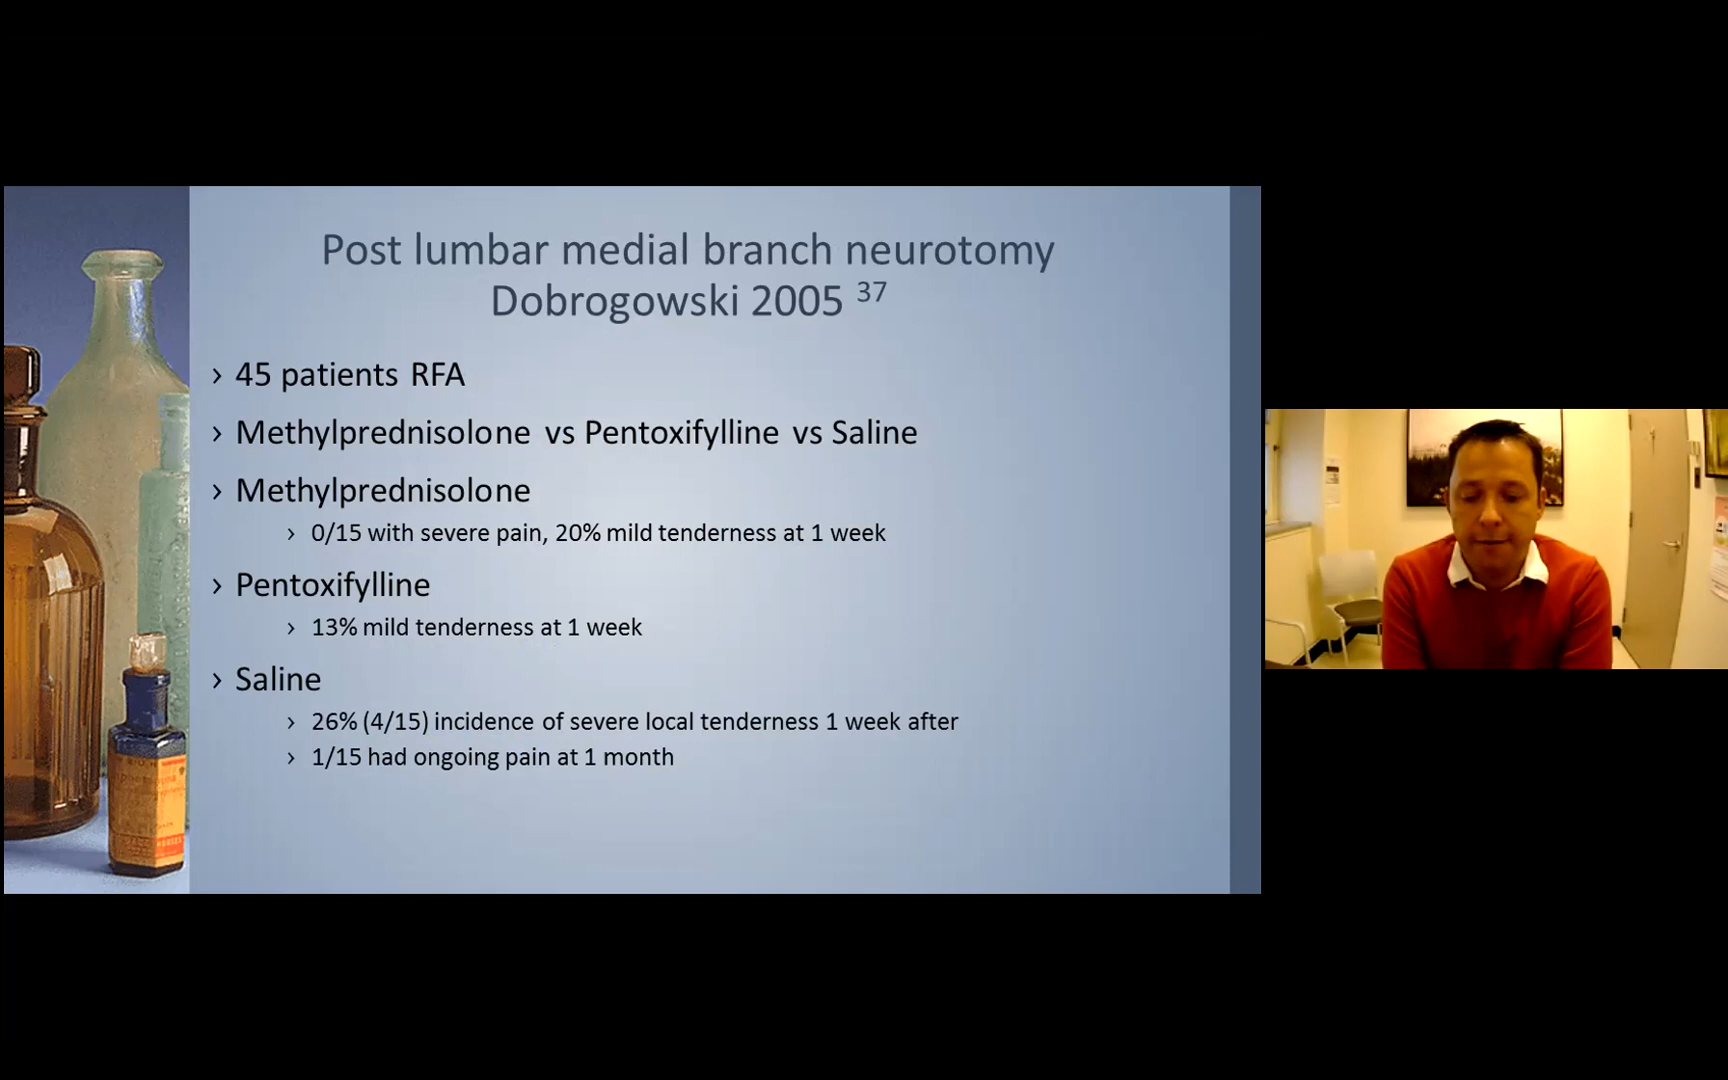 Post lumbar medial branch neurotomy
Dobrogowski 2005 37
› 45 patients RFA
› Methylprednisolone vs Pentoxifylline vs Saline
› Methylprednisolone
› 0/15 with severe pain, 20% mild tenderness at 1 week
› Pentoxifylline
› 13% mild tenderness at 1 week
› Saline
› 26% (4/15) incidence of severe local tenderness 1 week after
› 1/15 had ongoing pain at 1 month